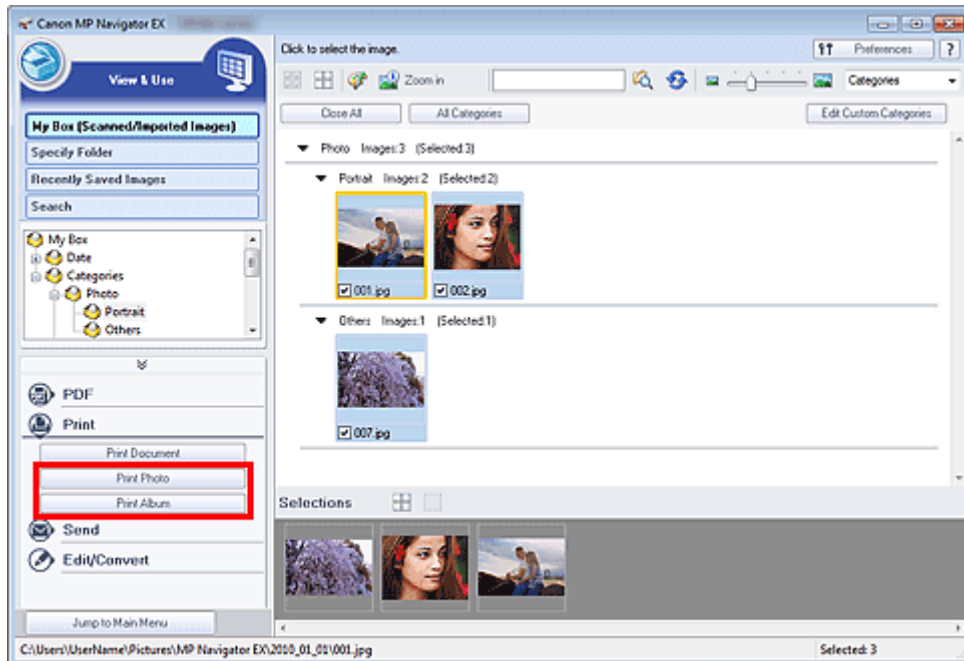 Canon MP Navigator EX
View & Use
My Box (Scanned/Imported Images)
Specify Folder
Recently Saved Images
Search
My Box
Date
Categories
Photo
Portrait
Others
PDF
Print
Print Document
Print Photo
Print Album
Send
Edit/Convert
Jump to Main Menu
Click to select the image.
Preferences
?
Zoom in
Categories
Close All
All Categories
Edit Custom Categories
Photo Images:3 (Selected:3)
Portrait Images:2 (Selected:2)
001.jpg
002.jpg
Others Images:1 (Selected:1)
007.jpg
Selections
C:\Users\UserName\Pictures\MP Navigator EX\2010_01_01\001.jpg
Selected: 3